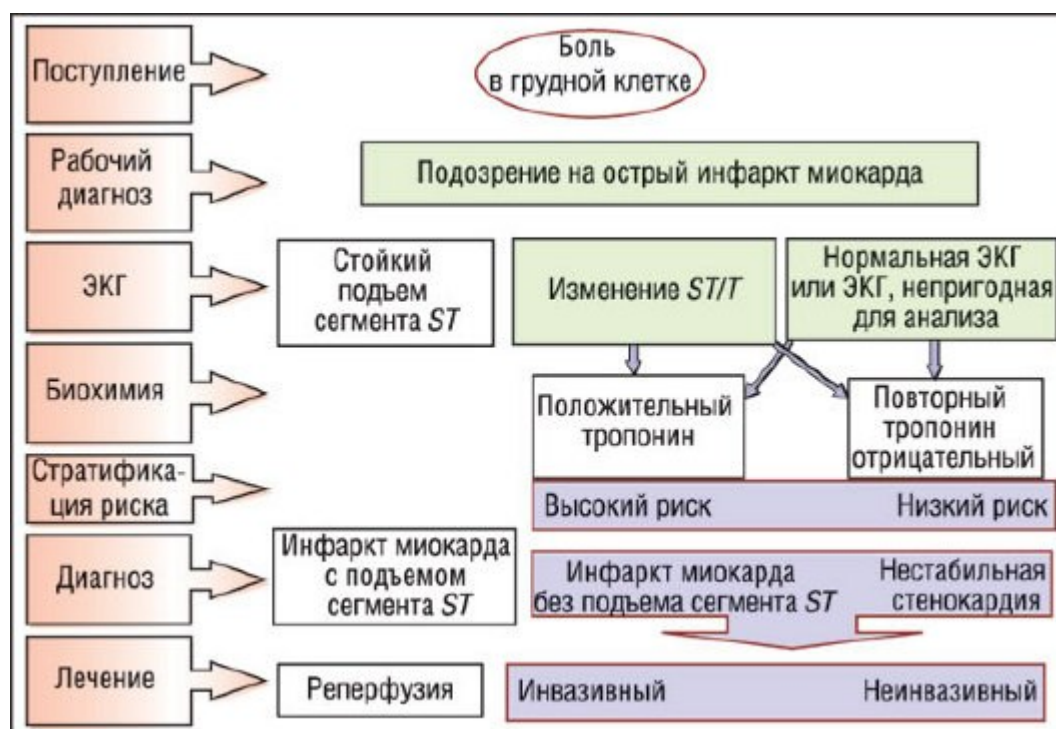 Поступление
Боль
в грудной клетке
Рабочий
диагноз
Подозрение на острый инфаркт миокарда
ЭКГ
Стойкий
подъем
сегмента ST
Изменение ST/T
Нормальная ЭКГ
или ЭКГ, непригодная
для анализа
Биохимия
Положительный
тропонин
Повторный
тропонин
отрицательный
Стратифика-
ция риска
Высокий риск
Низкий риск
Диагноз
Инфаркт миокарда
с подъемом
сегмента ST
Инфаркт миокарда
без подъема сегмента ST
Нестабильная
стенокардия
Лечение
Реперфузия
Инвазивный
Неинвазивный